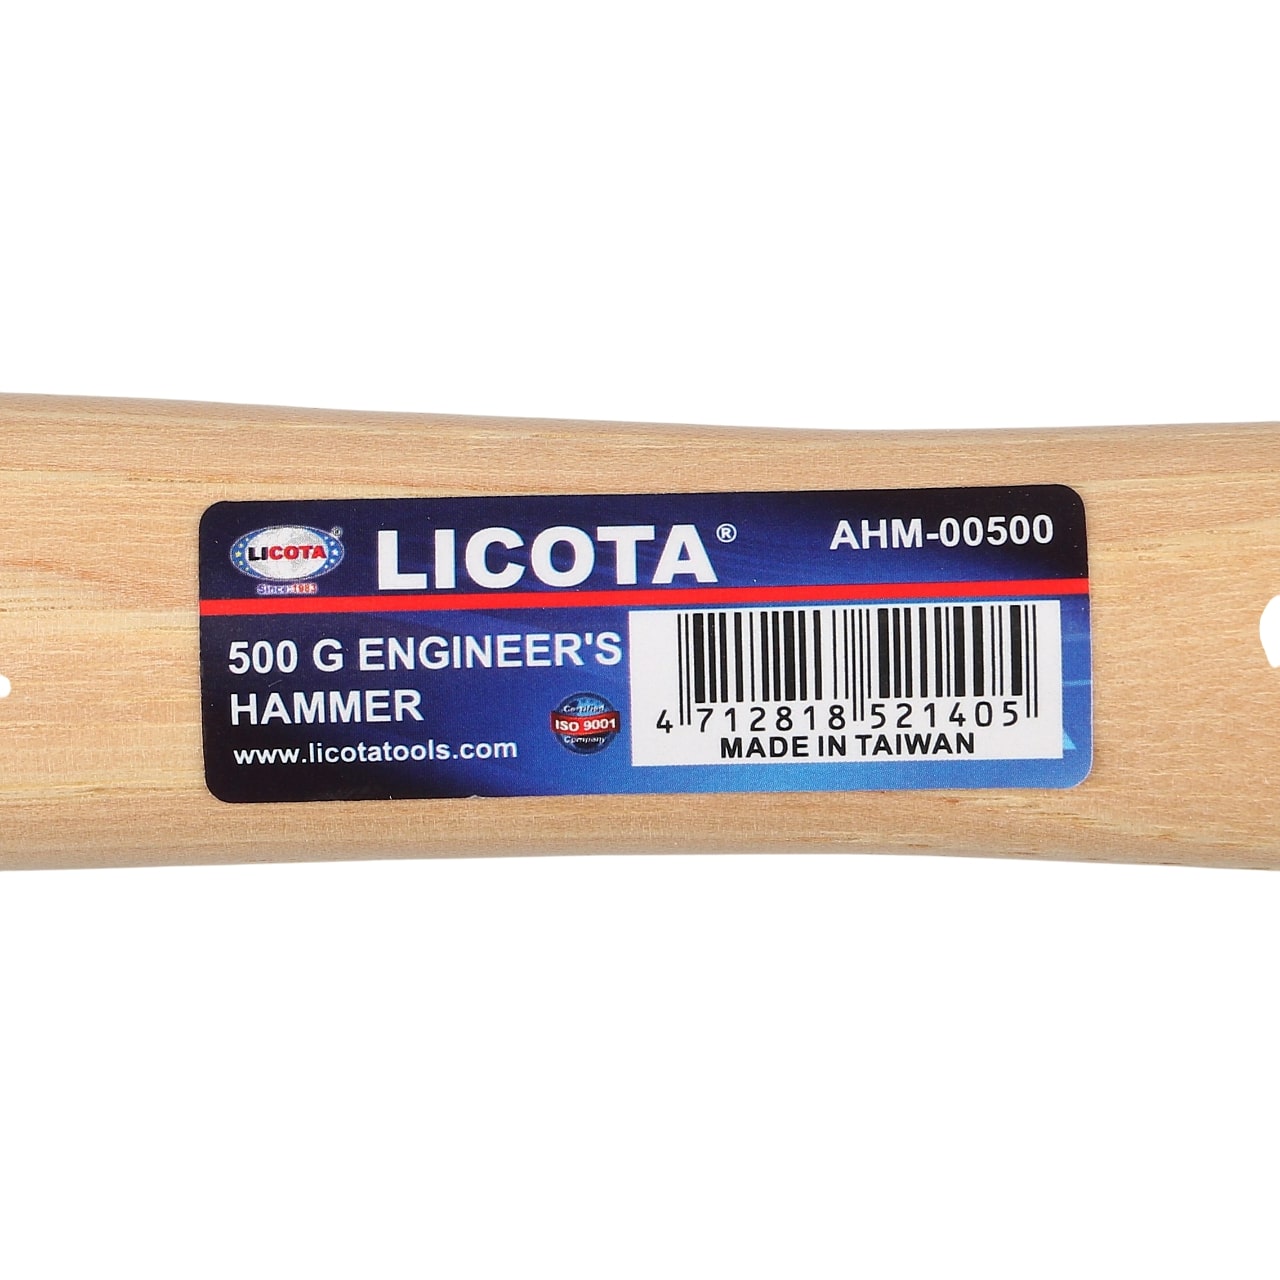 LICOTA ®
Since:1983
LICOTA®
AHM-00500
500 G ENGINEER'S
HAMMER
www.licotatools.com
Certified
ISO 9001
Company
4 712818 521405
MADE IN TAIWAN